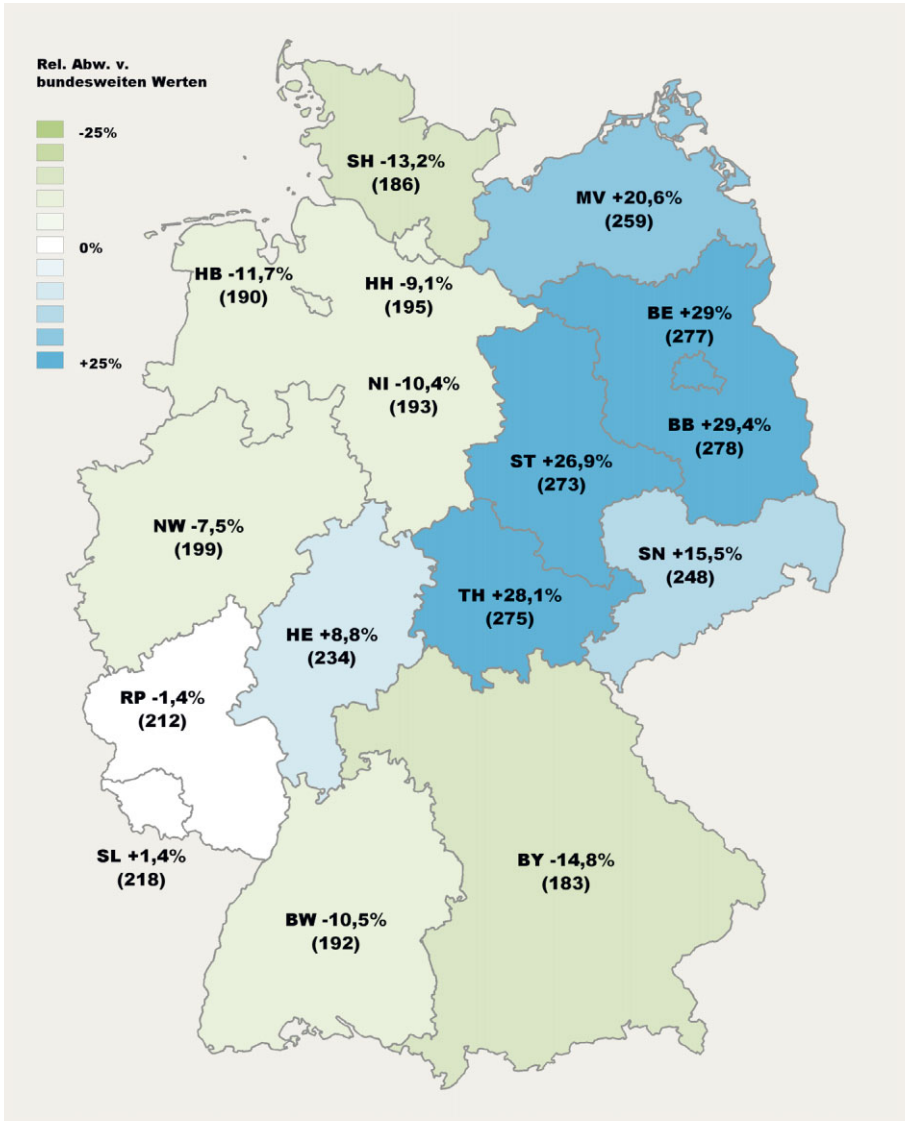 Rel. Abw. v.
bundesweiten Werten
-25%
0%
+25%
SH -13,2%
(186)
MV +20,6%
(259)
HB -11,7%
(190)
HH -9,1%
(195)
BE +29%
(277)
NI -10,4%
(193)
BB +29,4%
(278)
ST +26,9%
(273)
NW -7,5%
(199)
SN +15,5%
(248)
TH +28,1%
(275)
HE +8,8%
(234)
RP -1,4%
(212)
SL +1,4%
(218)
BY -14,8%
(183)
BW -10,5%
(192)